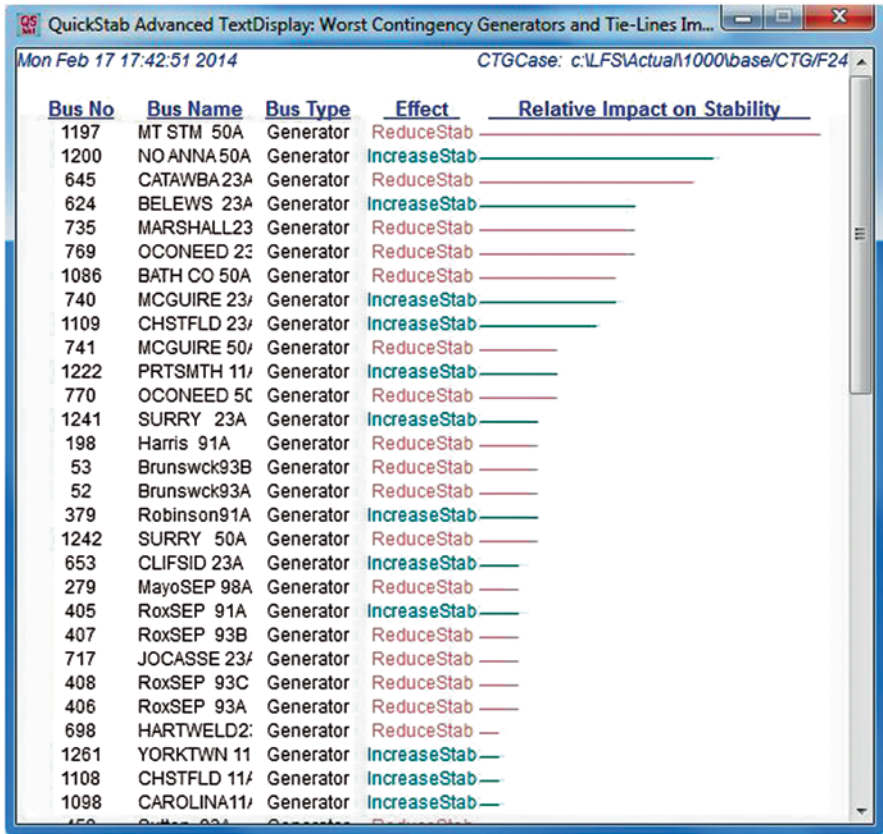 QuickStab Advanced TextDisplay: Worst Contingency Generators and Tie-Lines Im...
Mon Feb 17 17:42:51 2014 CTGCase: c:\LFS\Actual\1000\base/CTG/F24
Bus No Bus Name Bus Type Effect Relative Impact on Stability
1197 MT STM 50A Generator ReduceStab
1200 NO ANNA 50A Generator IncreaseStab
645 CATAWBA 23A Generator ReduceStab
624 BELEWS 23A Generator IncreaseStab
735 MARSHALL23 Generator ReduceStab
769 OCONEED 23 Generator ReduceStab
1086 BATH CO 50A Generator ReduceStab
740 MCGUIRE 23A Generator IncreaseStab
1109 CHSTFLD 23A Generator IncreaseStab
741 MCGUIRE 50A Generator ReduceStab
1222 PRTSMTH 11A Generator IncreaseStab
770 OCONEED 50 Generator ReduceStab
1241 SURRY 23A Generator IncreaseStab
198 Harris 91A Generator ReduceStab
53 Brunswck93B Generator ReduceStab
52 Brunswck93A Generator ReduceStab
379 Robinson91A Generator IncreaseStab
1242 SURRY 50A Generator ReduceStab
653 CLIFSID 23A Generator IncreaseStab
279 MayoSEP 98A Generator ReduceStab
405 RoxSEP 91A Generator IncreaseStab
407 RoxSEP 93B Generator ReduceStab
717 JOCASSE 23A Generator ReduceStab
408 RoxSEP 93C Generator ReduceStab
406 RoxSEP 93A Generator ReduceStab
698 HARTWELD2 Generator ReduceStab
1261 YORKTWN 11 Generator IncreaseStab
1108 CHSTFLD 11A Generator IncreaseStab
1098 CAROLINA11A Generator IncreaseStab